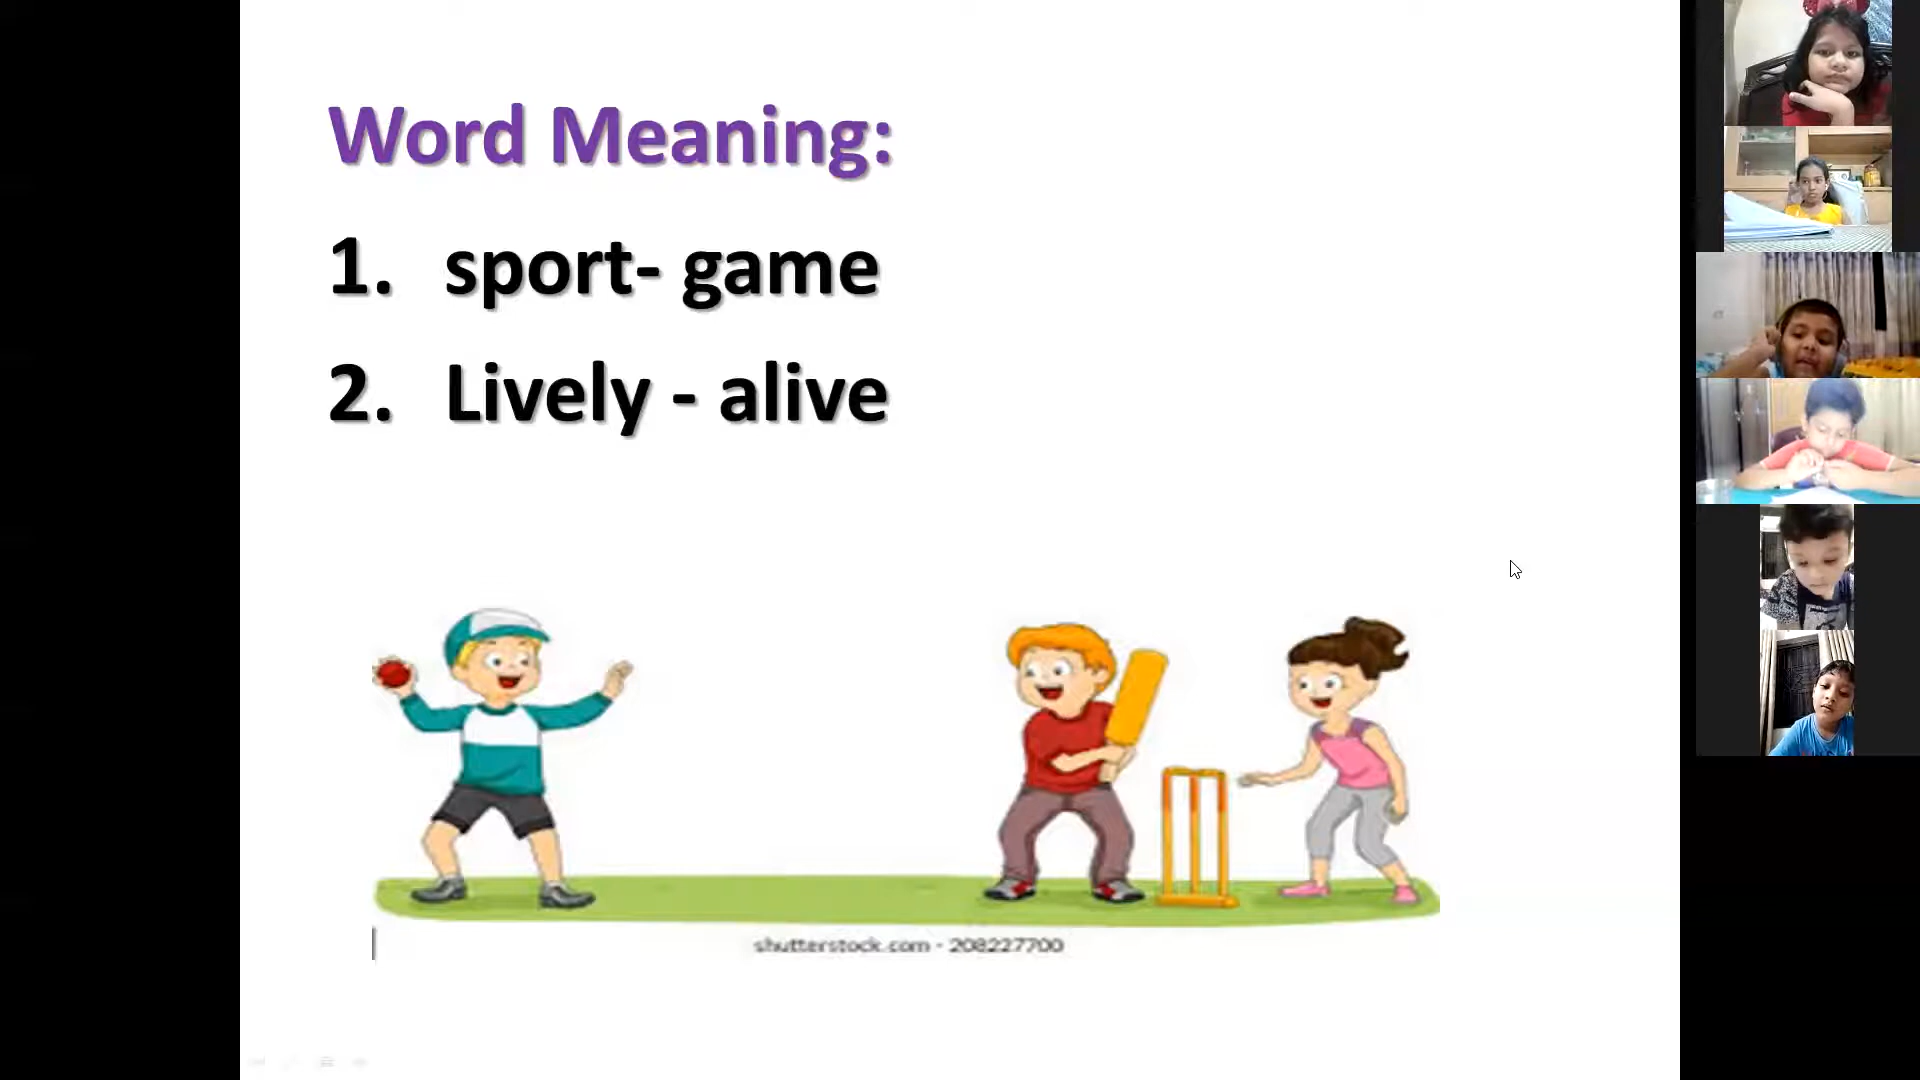 Word Meaning:
1. sport- game
2. Lively - alive
shutterstock.com - 208227700